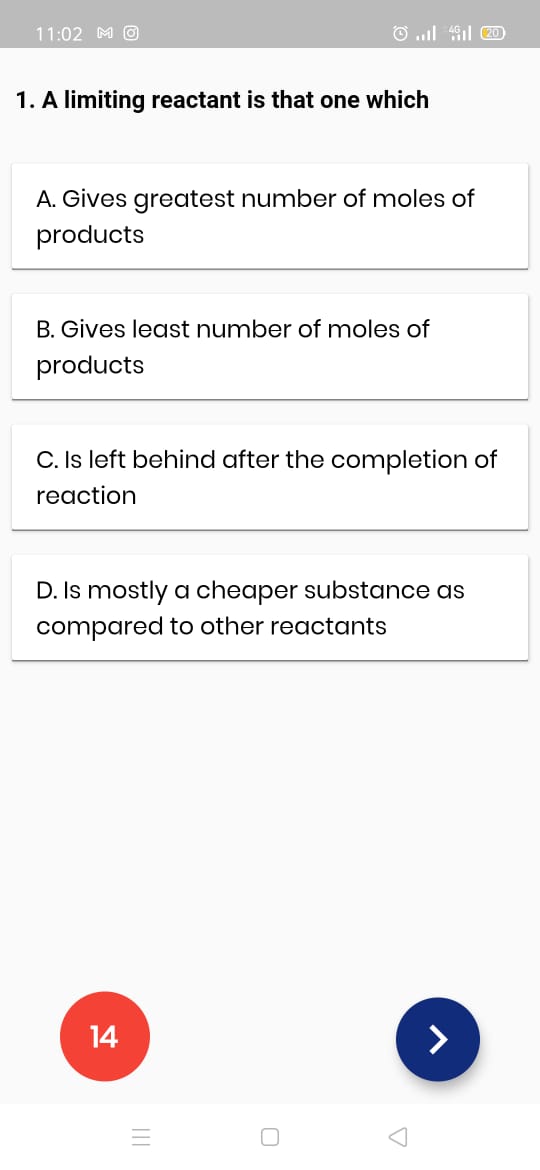 11:02
4G
20
1. A limiting reactant is that one which
A. Gives greatest number of moles of
products
B. Gives least number of moles of
products
C. Is left behind after the completion of
reaction
D. Is mostly a cheaper substance as
compared to other reactants
14